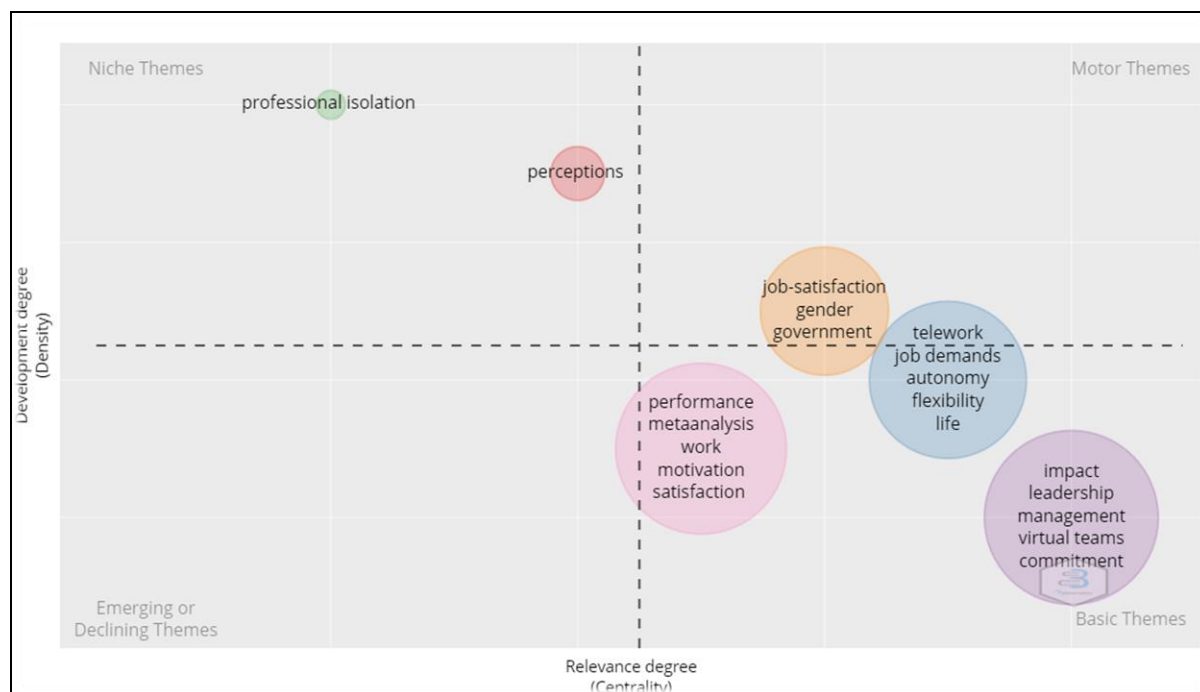 Niche Themes
Motor Themes
professional isolation
perceptions
job-satisfaction
gender
government
telework
job demands
autonomy
flexibility
life
performance
metaanalysis
work
motivation
satisfaction
impact
leadership
management
virtual teams
commitment
Emerging or
Declining Themes
Basic Themes
Development degree
(Density)
Relevance degree
(Centrality)